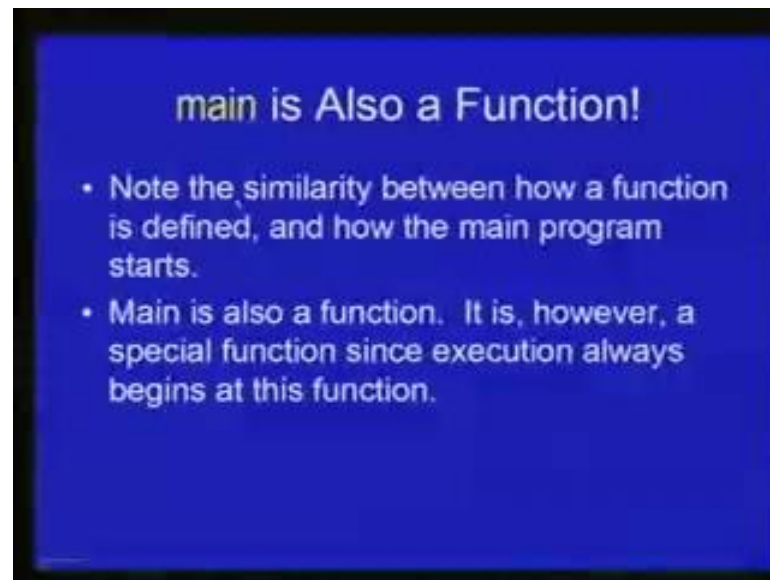 main is Also a Function!
• Note the similarity between how a function
is defined, and how the main program
starts.
• Main is also a function. It is, however, a
special function since execution always
begins at this function.